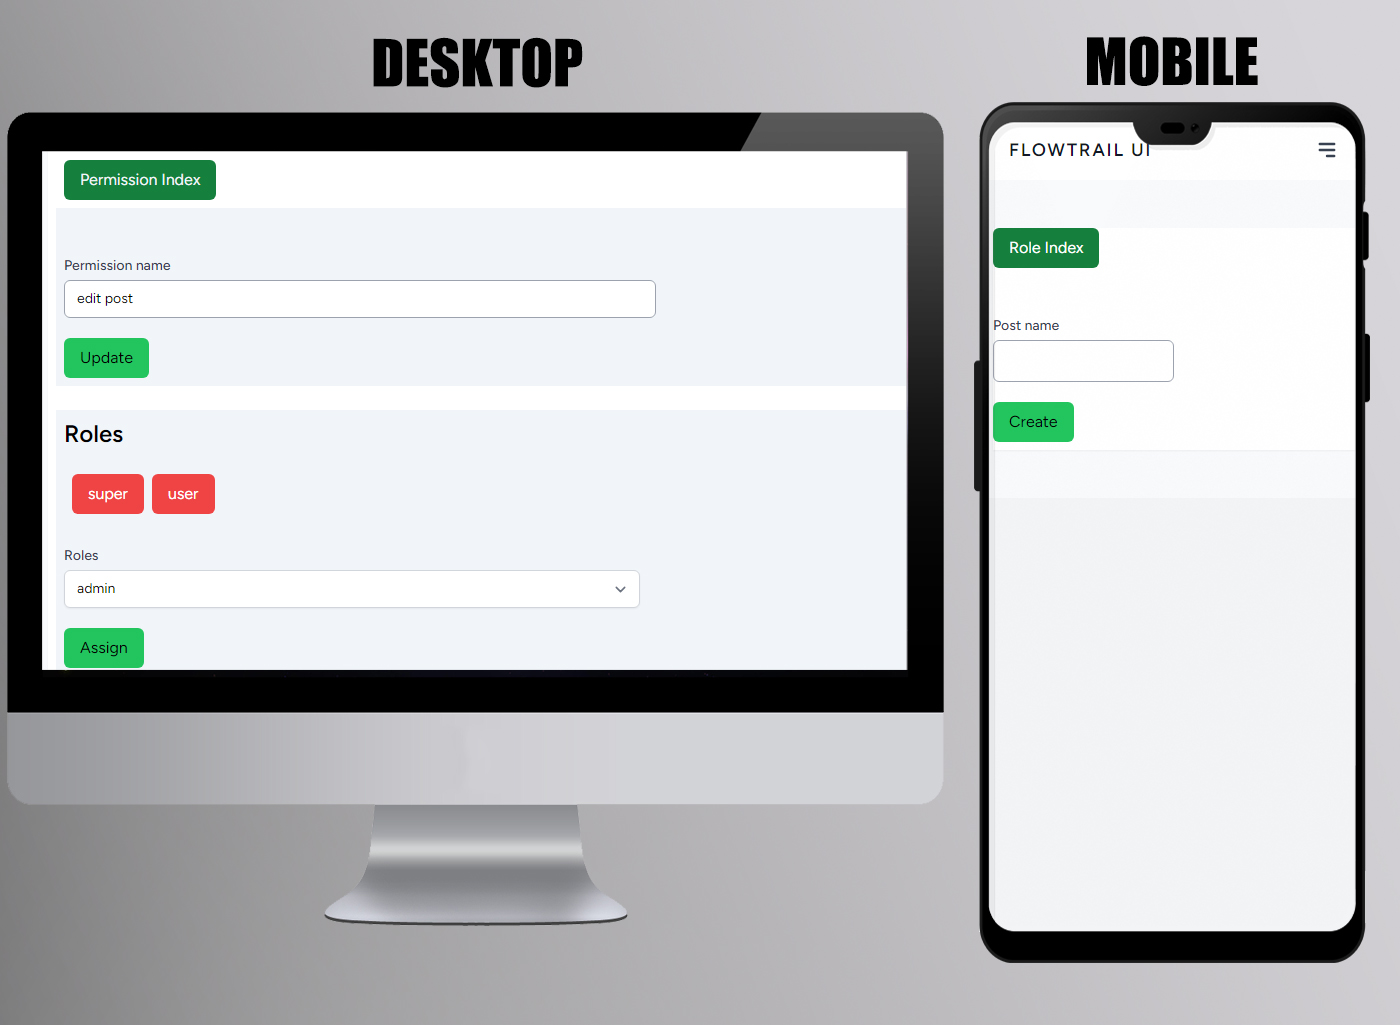 DESKTOP
MOBILE
Permission Index
Permission name
edit post
Update
Roles
super user
Roles
admin
Assign
FLOWTRAIL UI
Role Index
Post name
Create